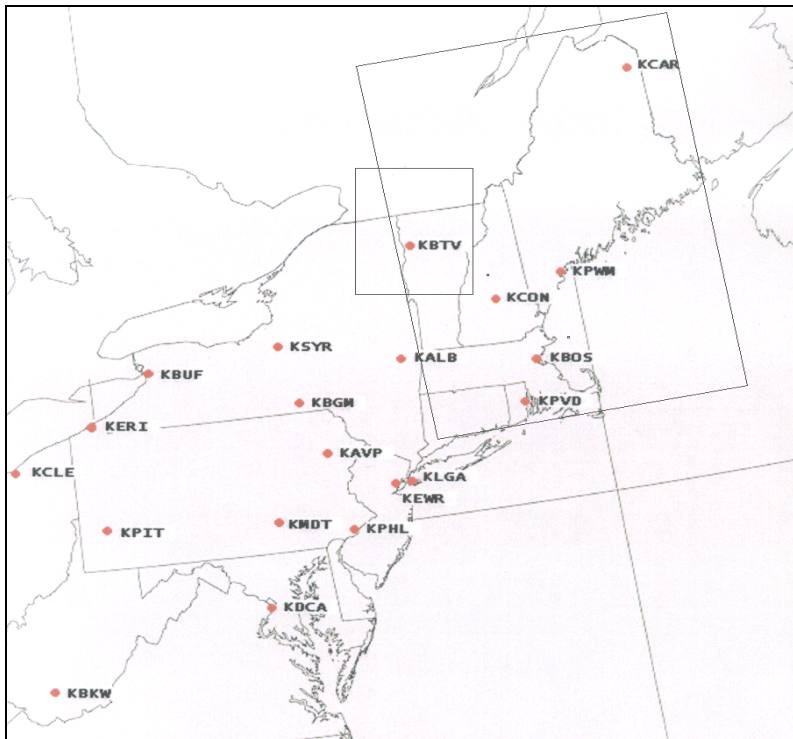 KCAR
KBTV
KPWM
KCON
KSYR
KALB
KBOS
KBUF
KBGM
KPVD
KERI
KAVP
KCLE
KLGA
KEWR
KMDT
KPIT
KPHL
KDCA
KBKW